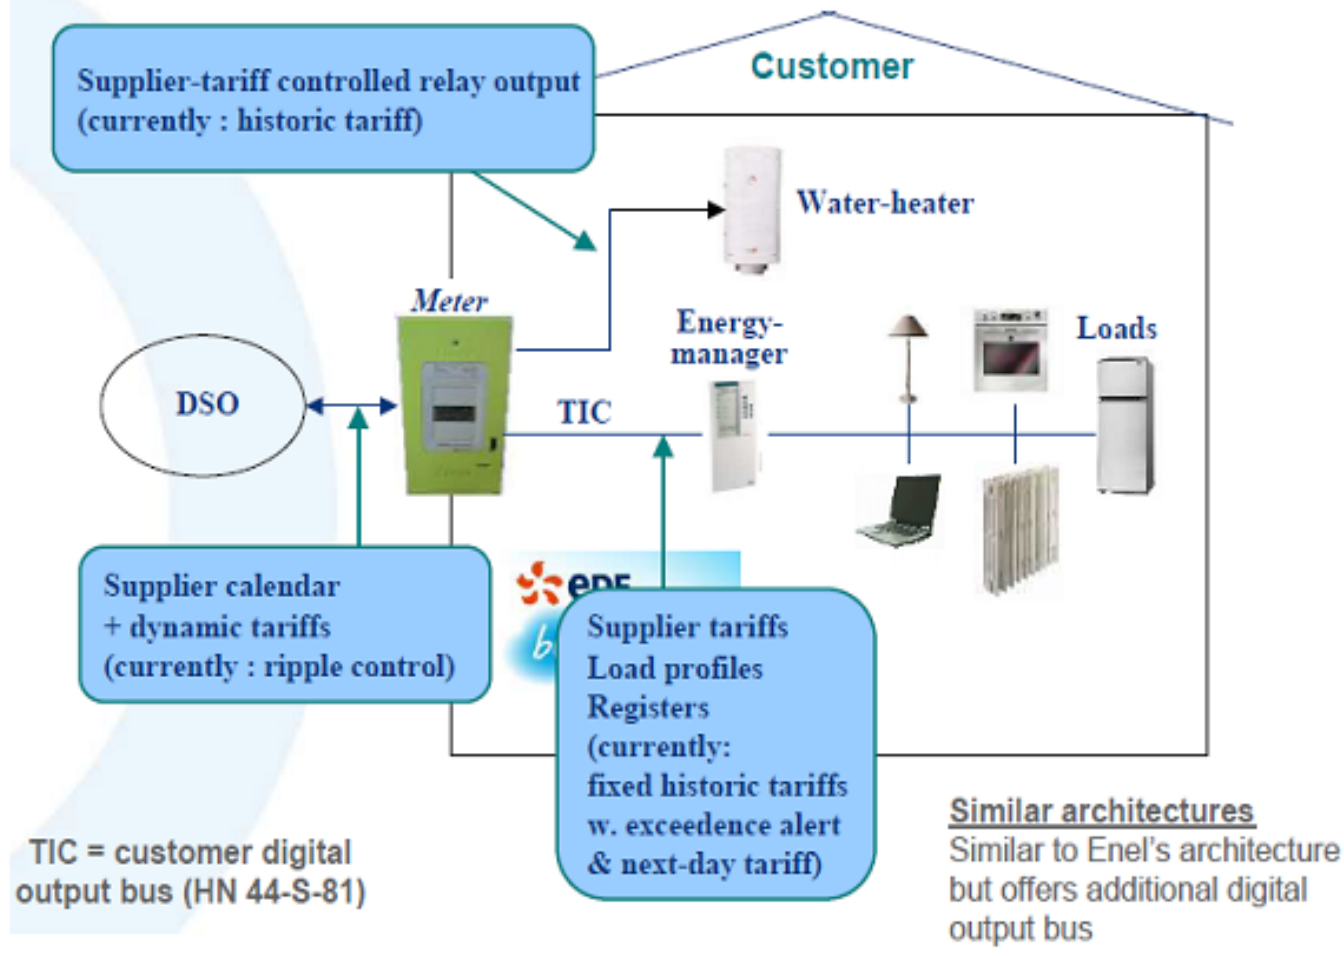 Supplier-tariff controlled relay output
(currently : historic tariff)
Customer
Water-heater
Meter
Energy-
manager
Loads
DSO
TIC
Supplier calendar
+ dynamic tariffs
(currently : ripple control)
Supplier tariffs
Load profiles
Registers
(currently:
fixed historic tariffs
w. exceedence alert
& next-day tariff)
TIC = customer digital
output bus (HN 44-S-81)
Similar architectures
Similar to Enel's architecture
but offers additional digital
output bus